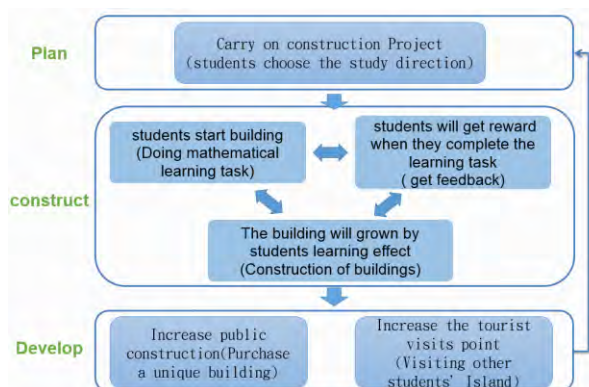 Plan
Carry on construction Project
(students choose the study direction)
construct
students start building
(Doing mathematical
learning task)
students will get reward
when they complete the
learning task
( get feedback)
The building will grown by
students learning effect
(Construction of buildings)
Develop
Increase public
construction(Purchase
a unique building)
Increase the tourist
visits point
(Visiting other
students' Island)